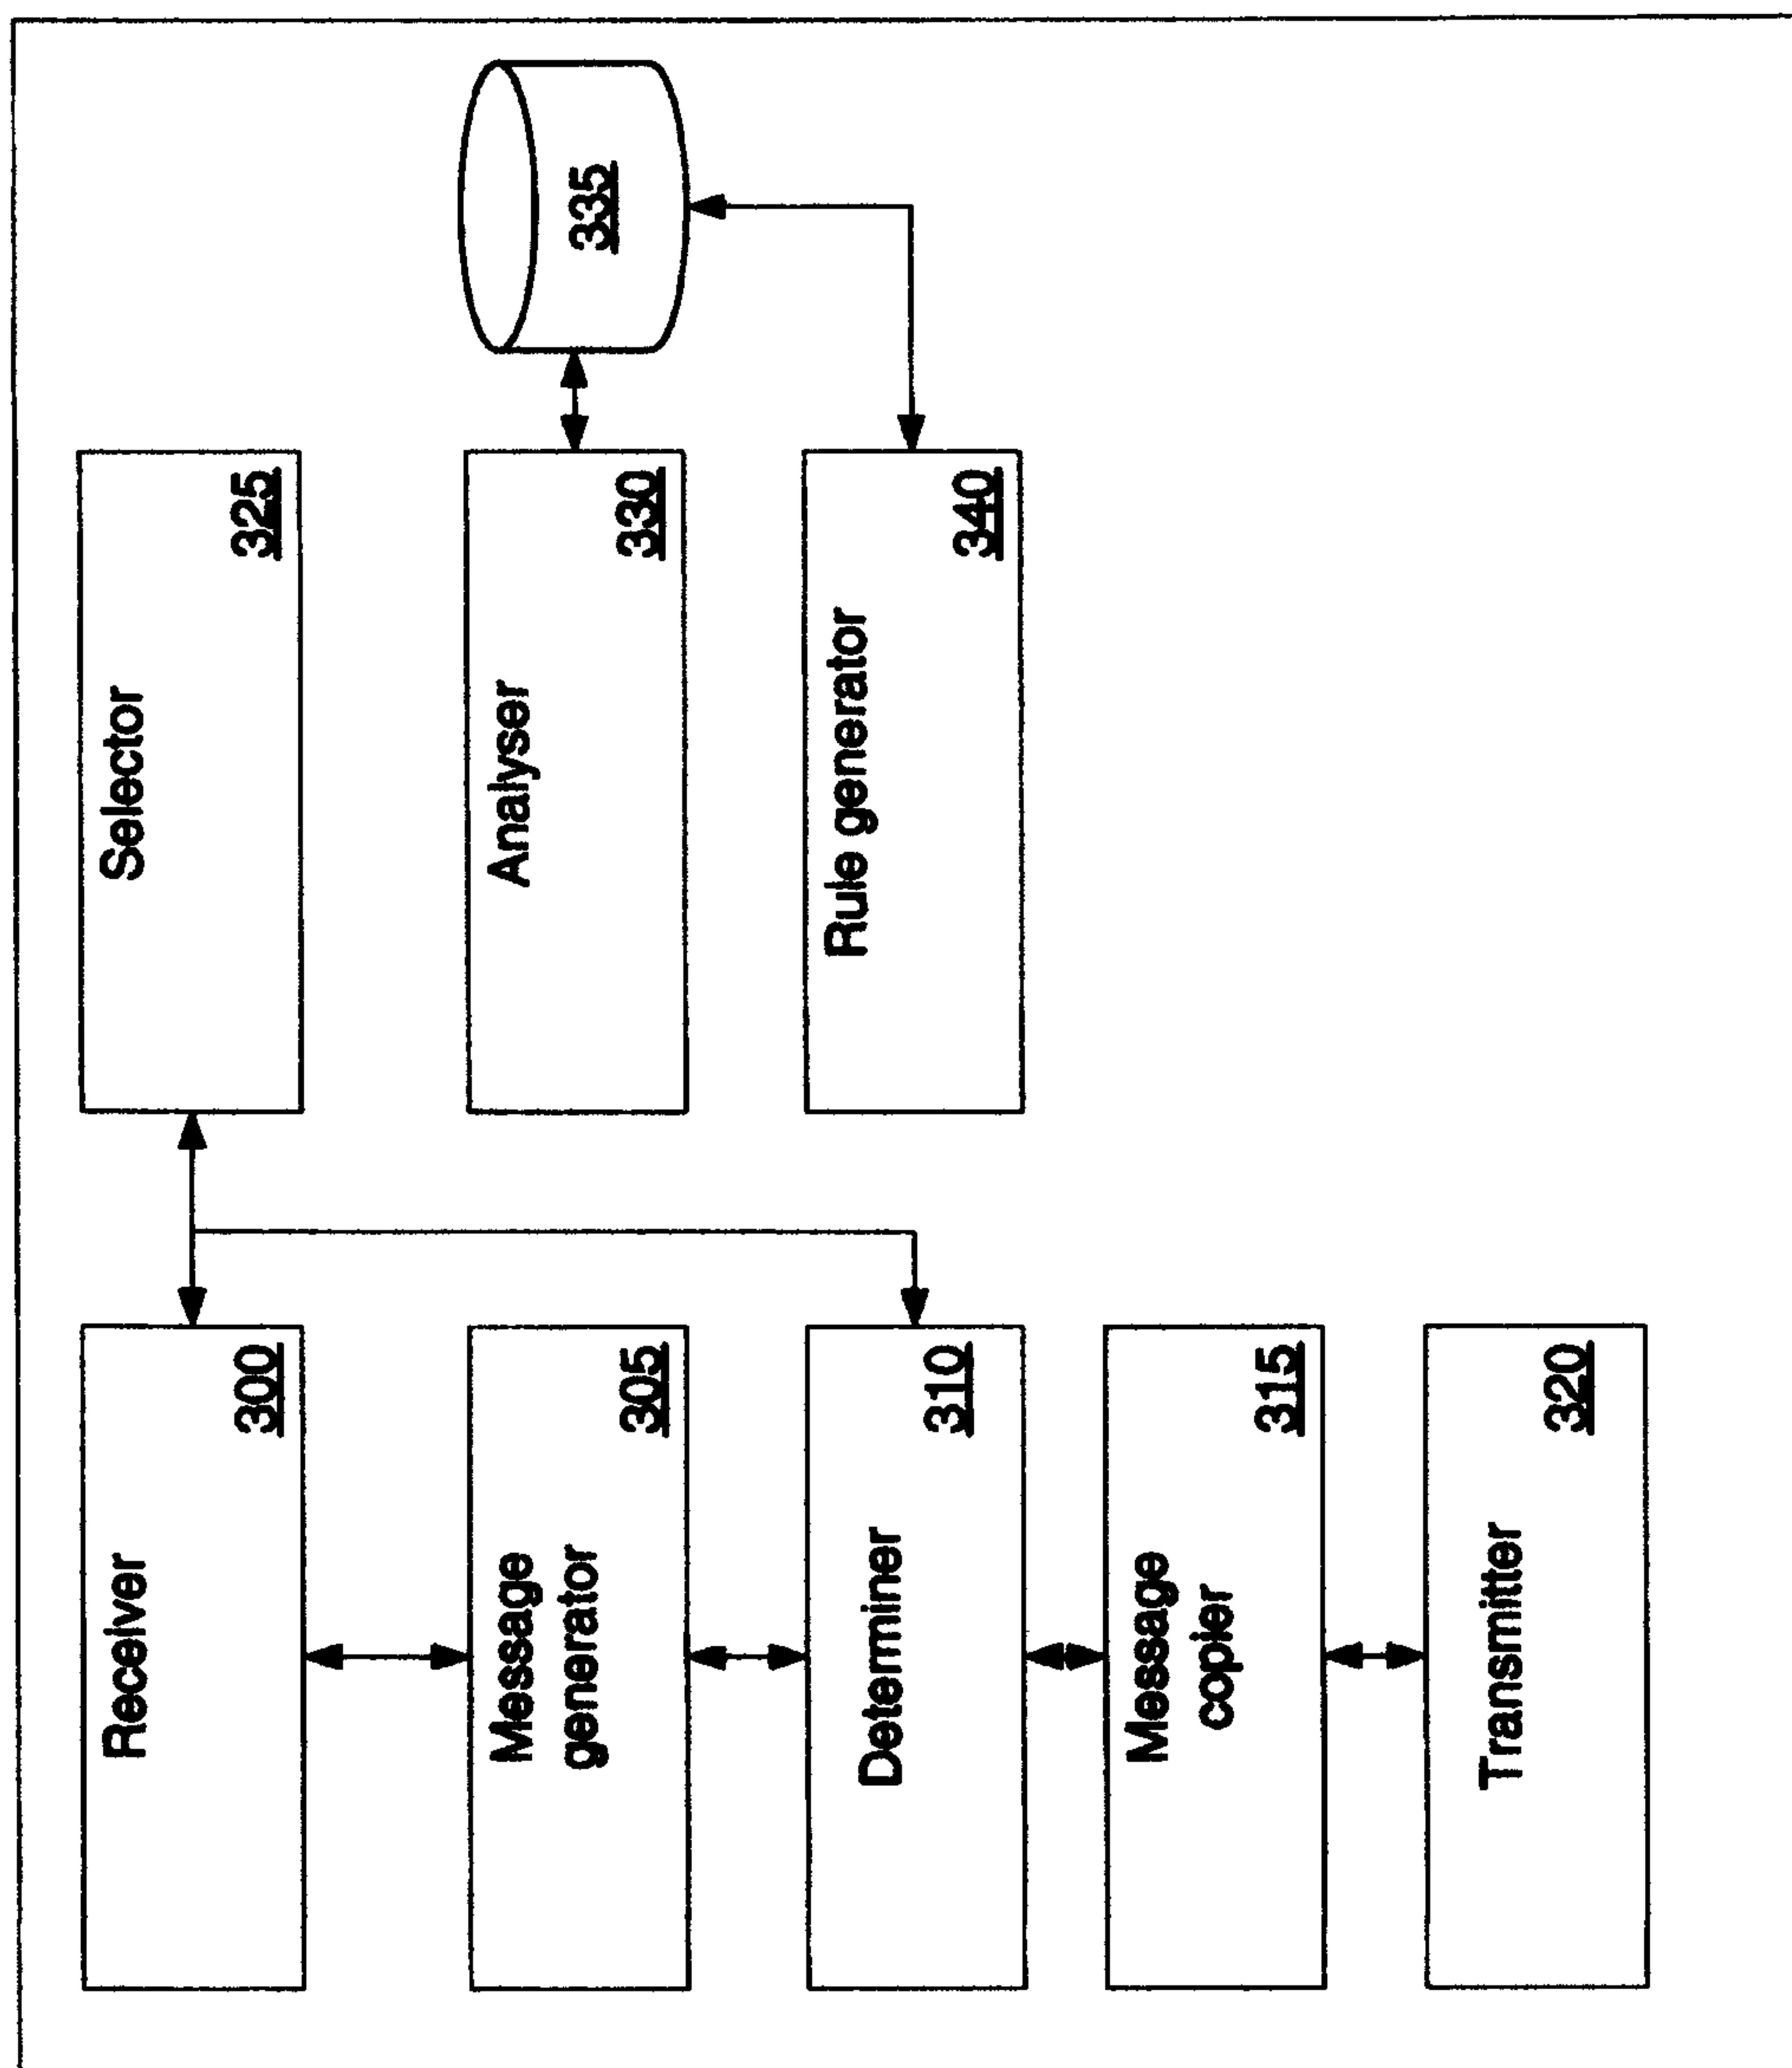 Receiver
300
Message
generator
305
Determiner
310
Message
copier
315
Transmitter
320
Selector
325
Analyser
330
335
Rule generator
340